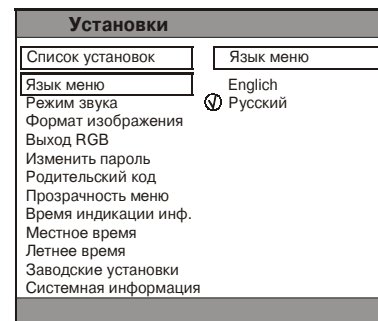 Установки
Список установок
Язык меню
Язык меню
Englich
Режим звука
Русский
Формат изображения
Выход RGB
Изменить пароль
Родительский код
Прозрачность меню
Время индикации инф.
Местное время
Летнее время
Заводские установки
Системная информация